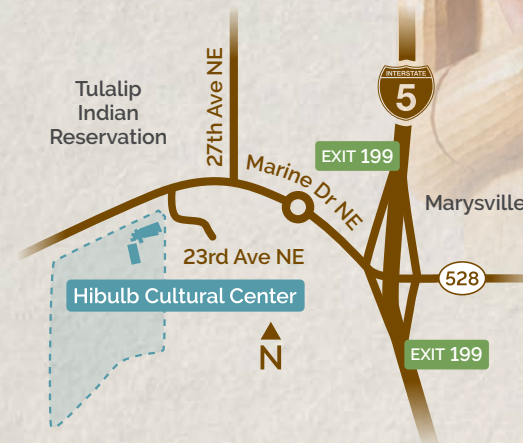 Tulalip
Indian
Reservation
27th Ave NE
INTERSTATE
5
EXIT 199
Marine Dr NE
Marysville
23rd Ave NE
528
Hibulb Cultural Center
N
EXIT 199